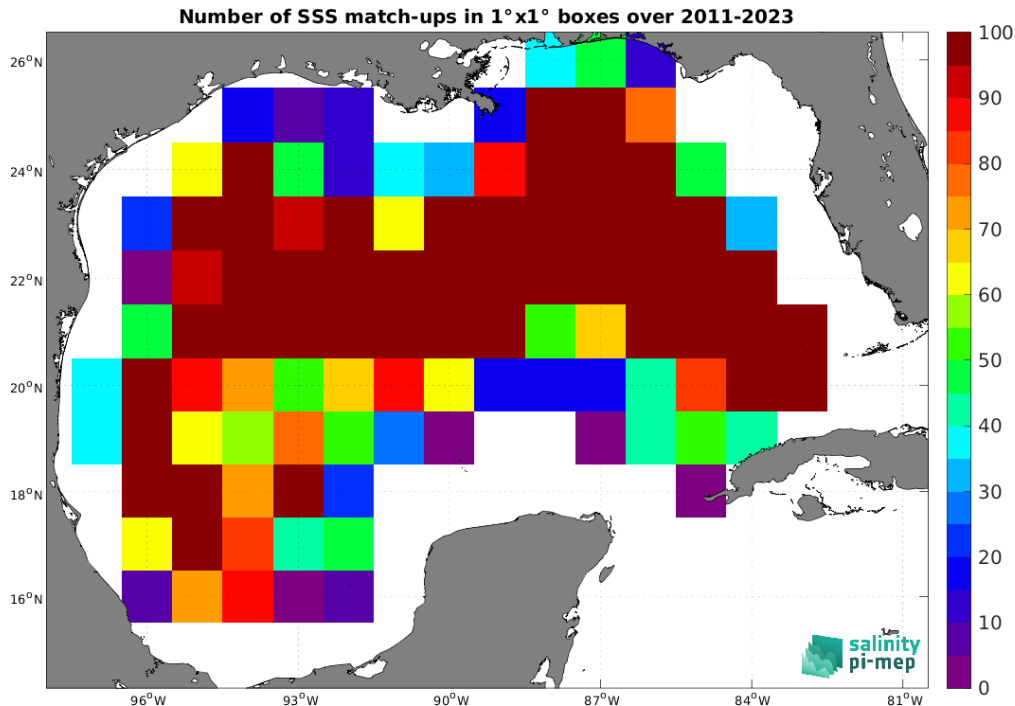 Number of SSS match-ups in 1°x1° boxes over 2011-2023
26°N
24°N
22°N
20°N
18°N
16°N
96°W
93°W
90°W
87°W
84°W
81°W
100
90
80
70
60
50
40
30
20
10
0
salinity
pi-mep